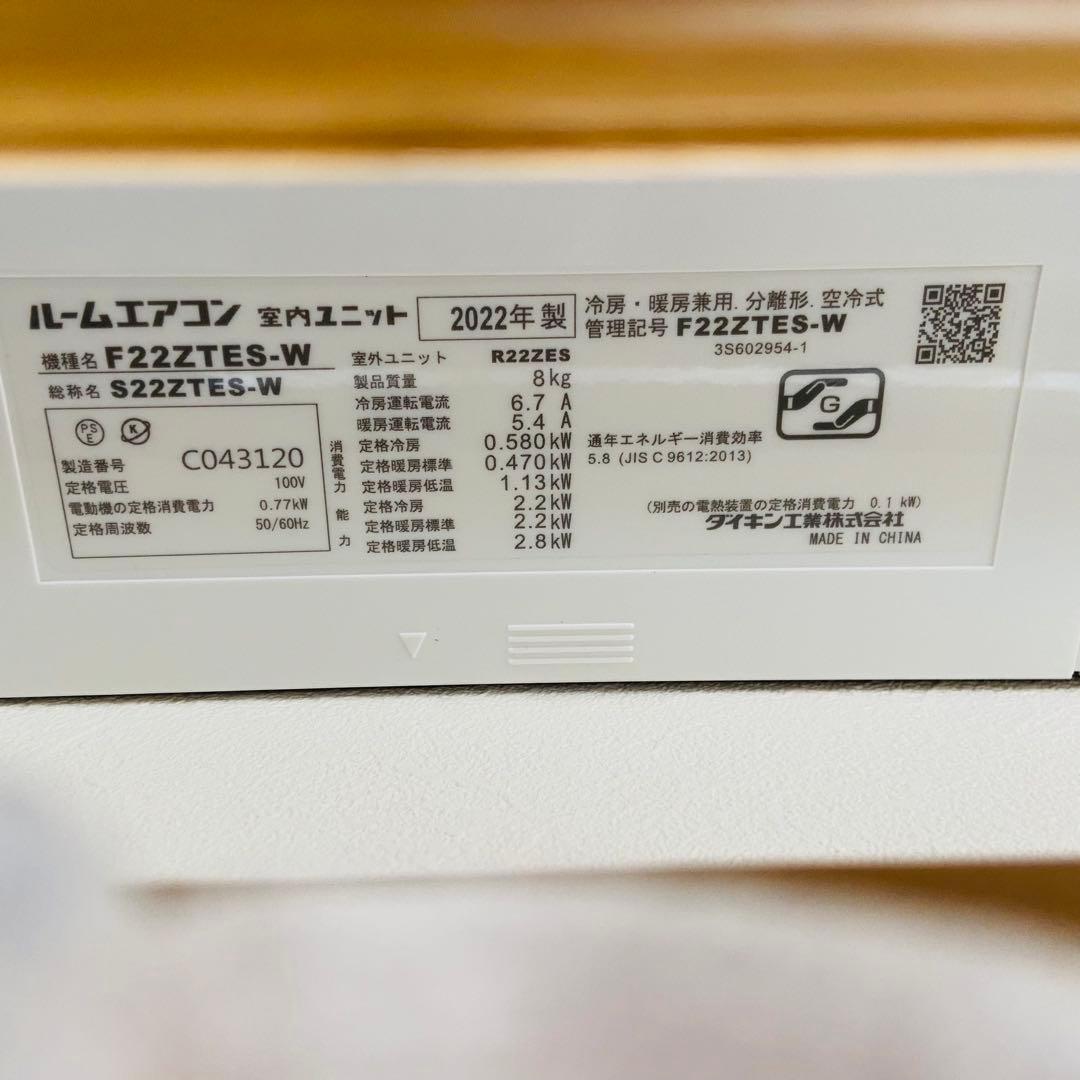 ルームエアコン 室内ユニット 2022年製
機種名 F22ZTES-W
総称名 S22ZTES-W
PS
E
K
製造番号 C043120
定格電圧 100V
電動機の定格消費電力 0.77kW
定格周波数 50/60Hz
室外ユニット R22ZES
製品質量 8kg
冷房運転電流 6.7 A
暖房運転電流 5.4 A
消費電力
定格冷房 0.580kW
定格暖房標準 0.470kW
定格暖房低温 1.13kW
能力
定格冷房 2.2kW
定格暖房標準 2.2kW
定格暖房低温 2.8kW
冷房・暖房兼用.分離形.空冷式
管理記号 F22ZTES-W
3S602954-1
G
通年エネルギー消費効率
5.8 (JIS C 9612:2013)
(別売の電熱装置の定格消費電力 0.1 kW)
ダイキン工業株式会社
MADE IN CHINA